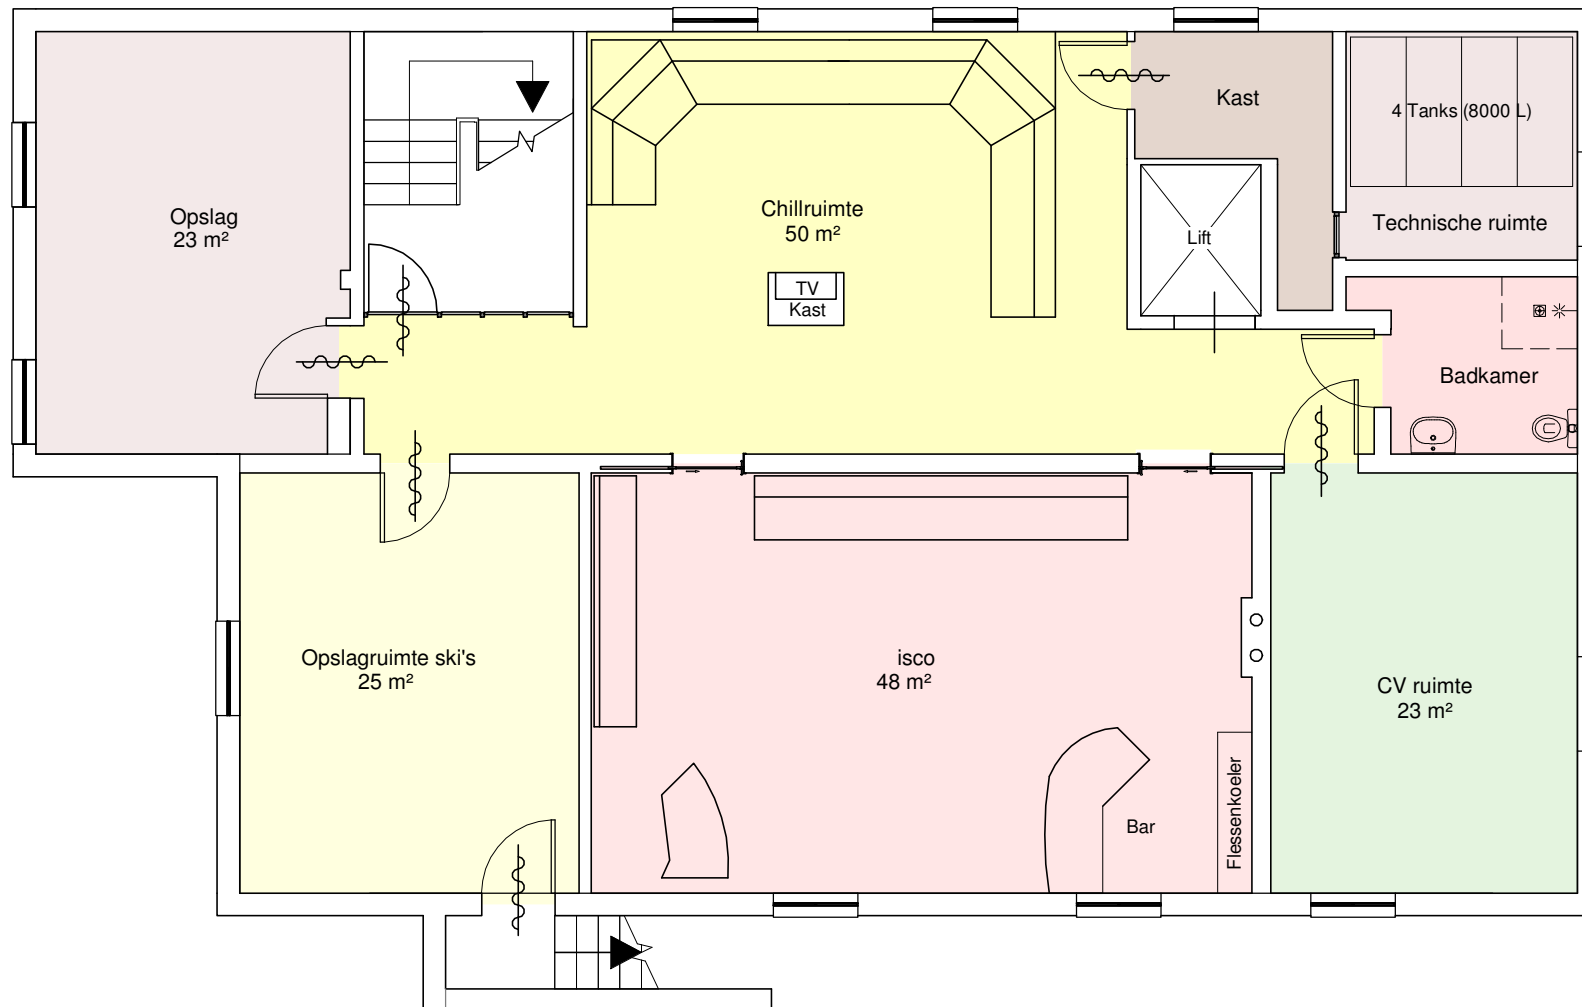 Kast
4 Tanks (8000 L)
Opslag
23 m²
Chillruimte
50 m²
Technische ruimte
Lift
TV
Kast
Badkamer
Opslagruimte ski's
25 m²
isco
48 m²
CV ruimte
23 m²
Bar
Flessenkoeler